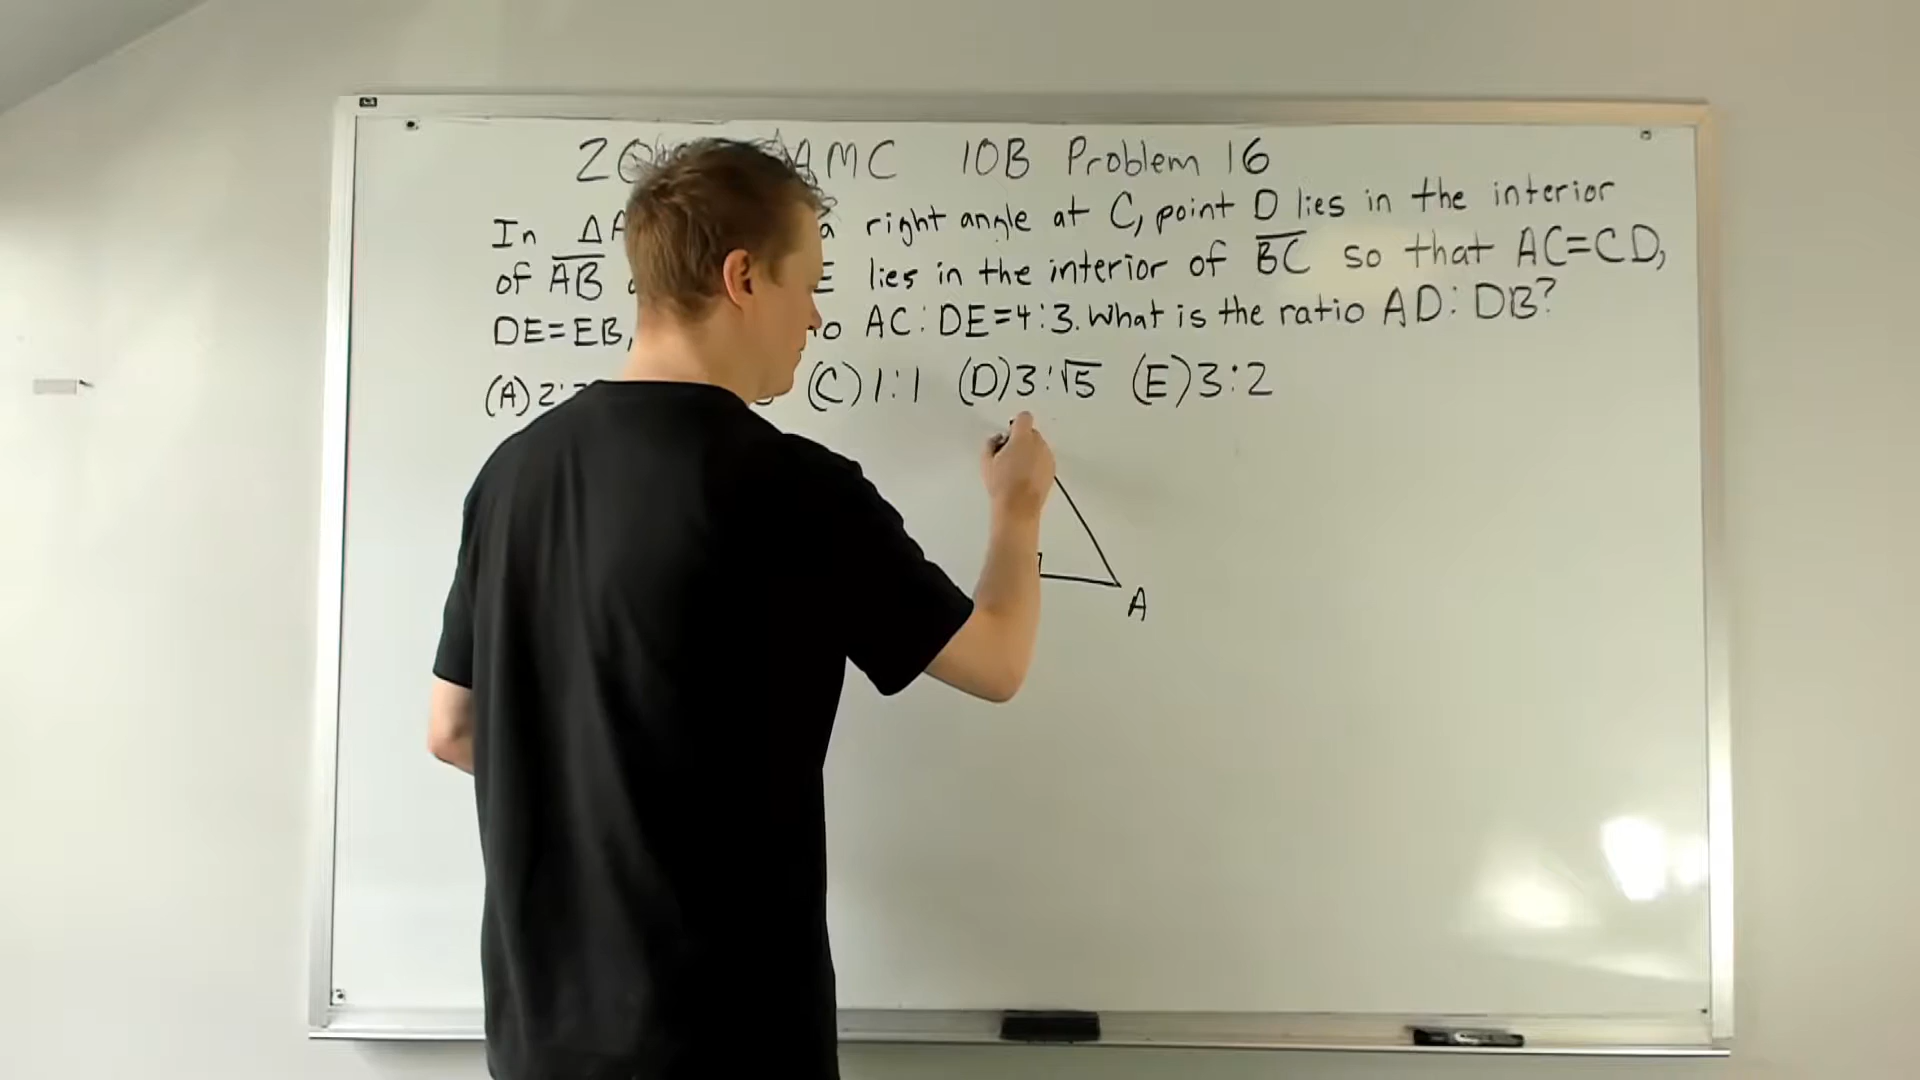 AMC 10B Problem 16
In Δ right angle at C, point D lies in the interior
of AB lies in the interior of BC so that AC=CD,
DE=EB, AC:DE=4:3. What is the ratio AD:DB?
(A) (C) 1:1 (D) 3:√5 (E) 3:2
A